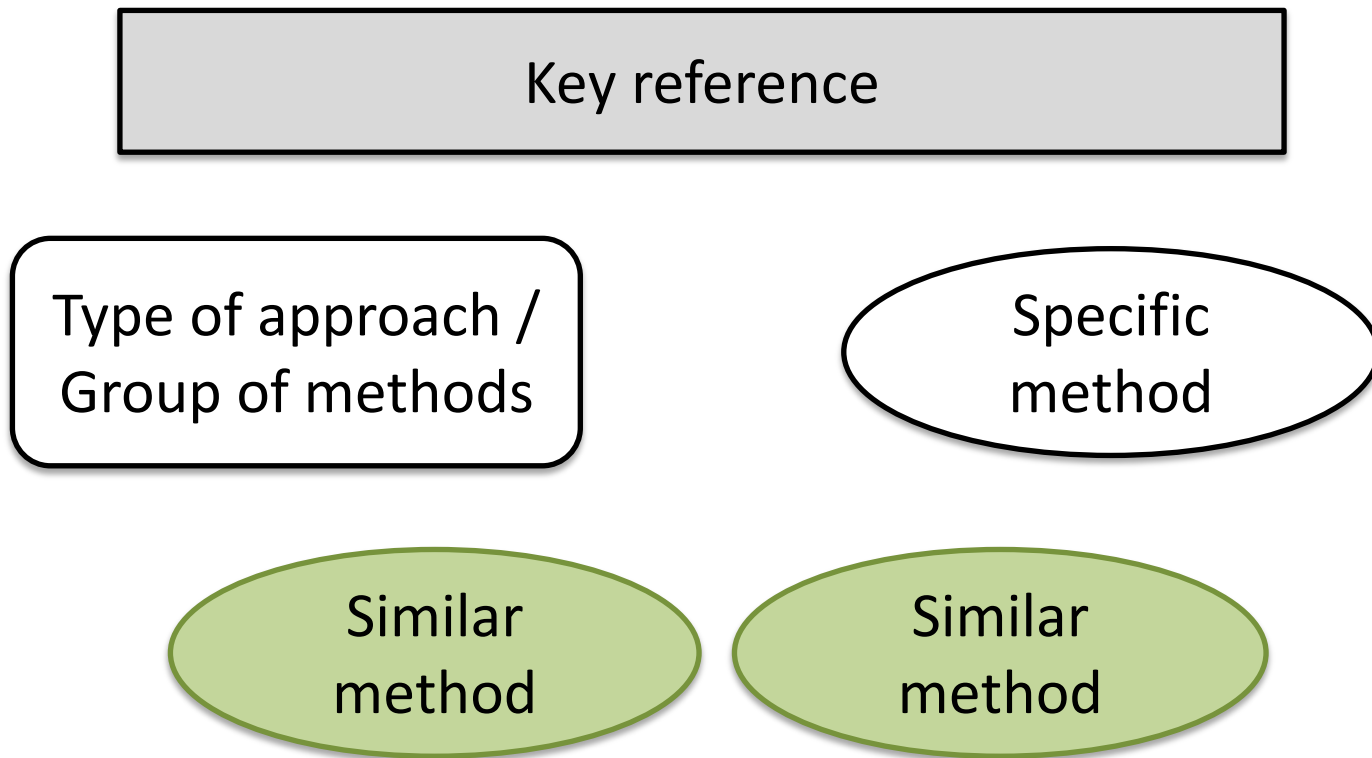 Key reference
Type of approach /
Group of methods
Specific
method
Similar
method
Similar
method